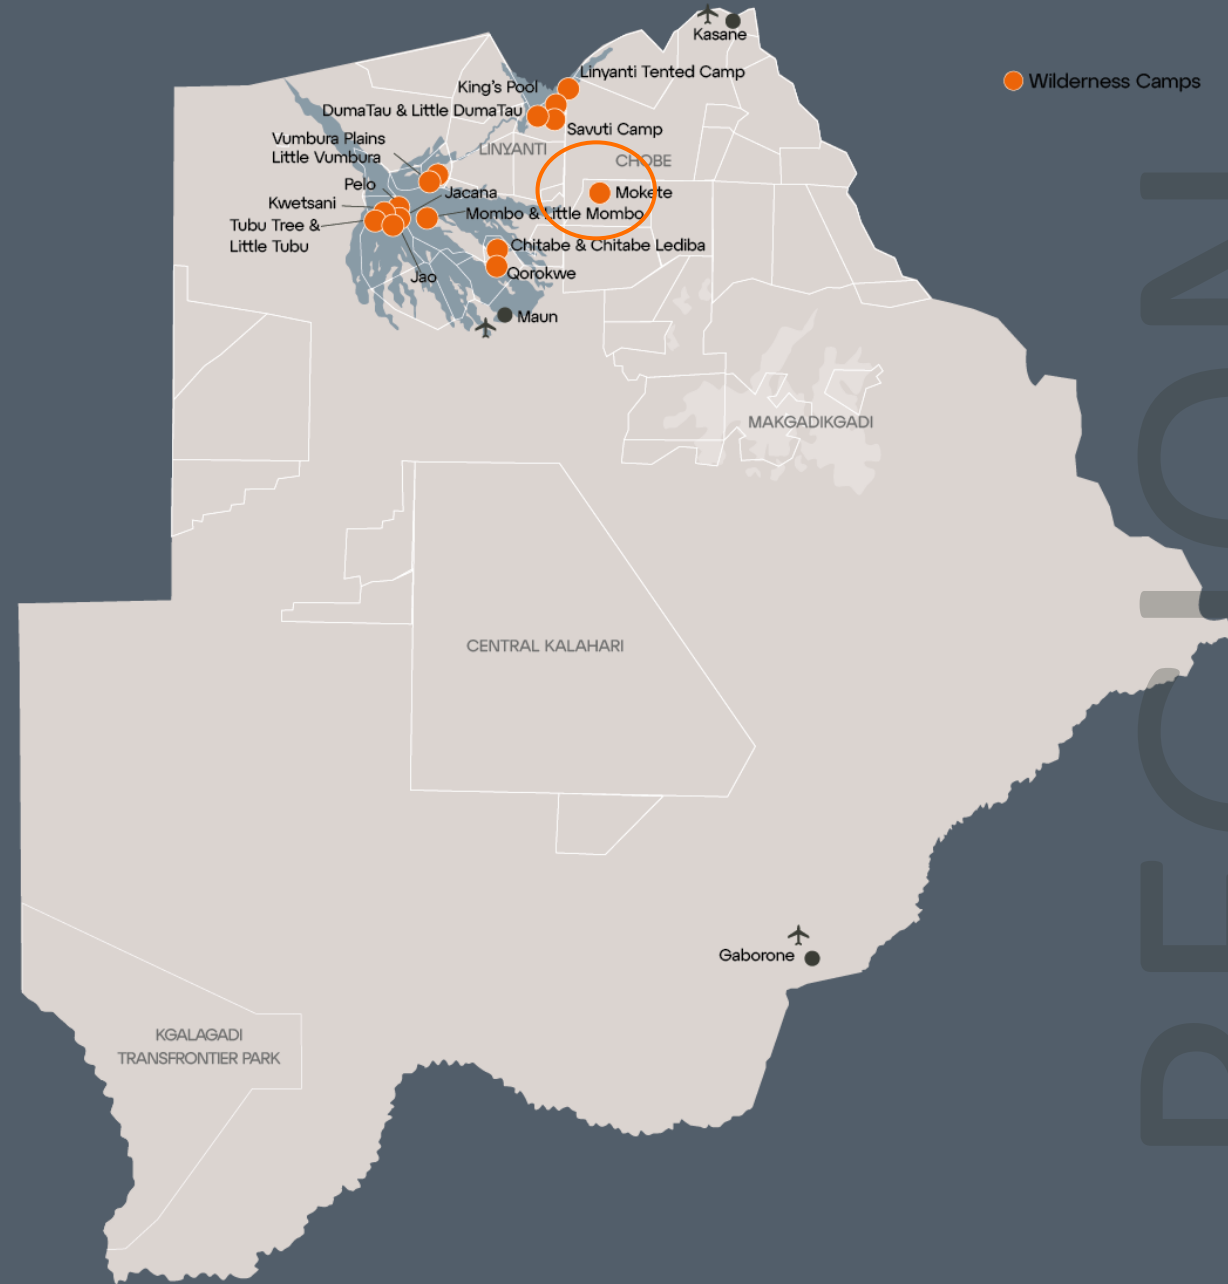 Kasane
Linyanti Tented Camp
Wilderness Camps
King's Pool
DumaTau & Little DumaTau
Savuti Camp
Vumbura Plains
Little Vumbura
LINYANTI
CHOBE
Pelo
Jacana
Mokete
Kwetsani
Mombo & Little Mombo
Tubu Tree &
Little Tubu
Chitabe & Chitabe Lediba
Jao
Qorokwe
Maun
MAKGADIKGADI
CENTRAL KALAHARI
Gaborone
KGALAGADI
TRANSFRONTIER PARK